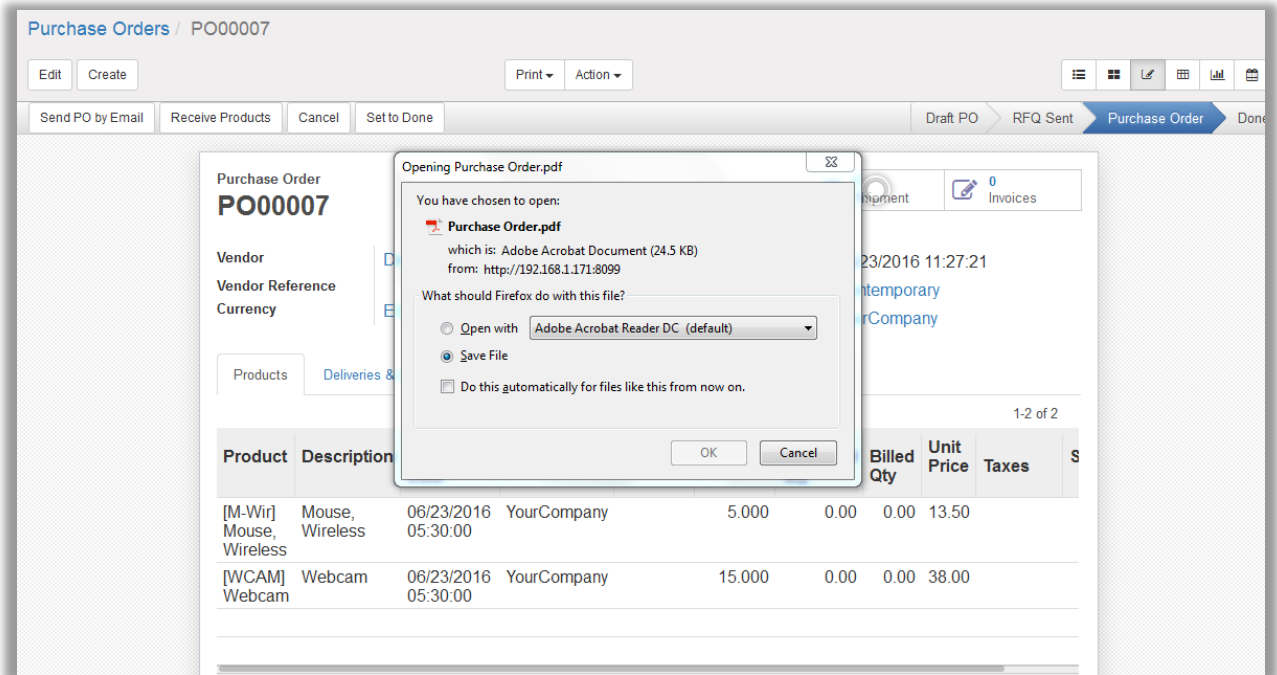 Purchase Orders / PO00007
Edit Create Print Action
Send PO by Email Receive Products Cancel Set to Done Draft PO RFQ Sent Purchase Order Done
Opening Purchase Order.pdf
You have chosen to open:
Purchase Order.pdf
which is: Adobe Acrobat Document (24.5 KB)
from: http://192.168.1.171:8099
What should Firefox do with this file?
Open with Adobe Acrobat Reader DC (default)
Save File
Do this automatically for files like this from now on.
OK Cancel
Purchase Order
PO00007
0
Invoices
Vendor
23/2016 11:27:21
Vendor Reference
Currency
Products Deliveries &
1-2 of 2
Product Description Billed Qty Unit Price Taxes
[M-Wir] Mouse, 06/23/2016 YourCompany 5.000 0.00 0.00 13.50
Mouse, Wireless 05:30:00
Wireless
[WCAM] Webcam 06/23/2016 YourCompany 15.000 0.00 0.00 38.00
Webcam 05:30:00